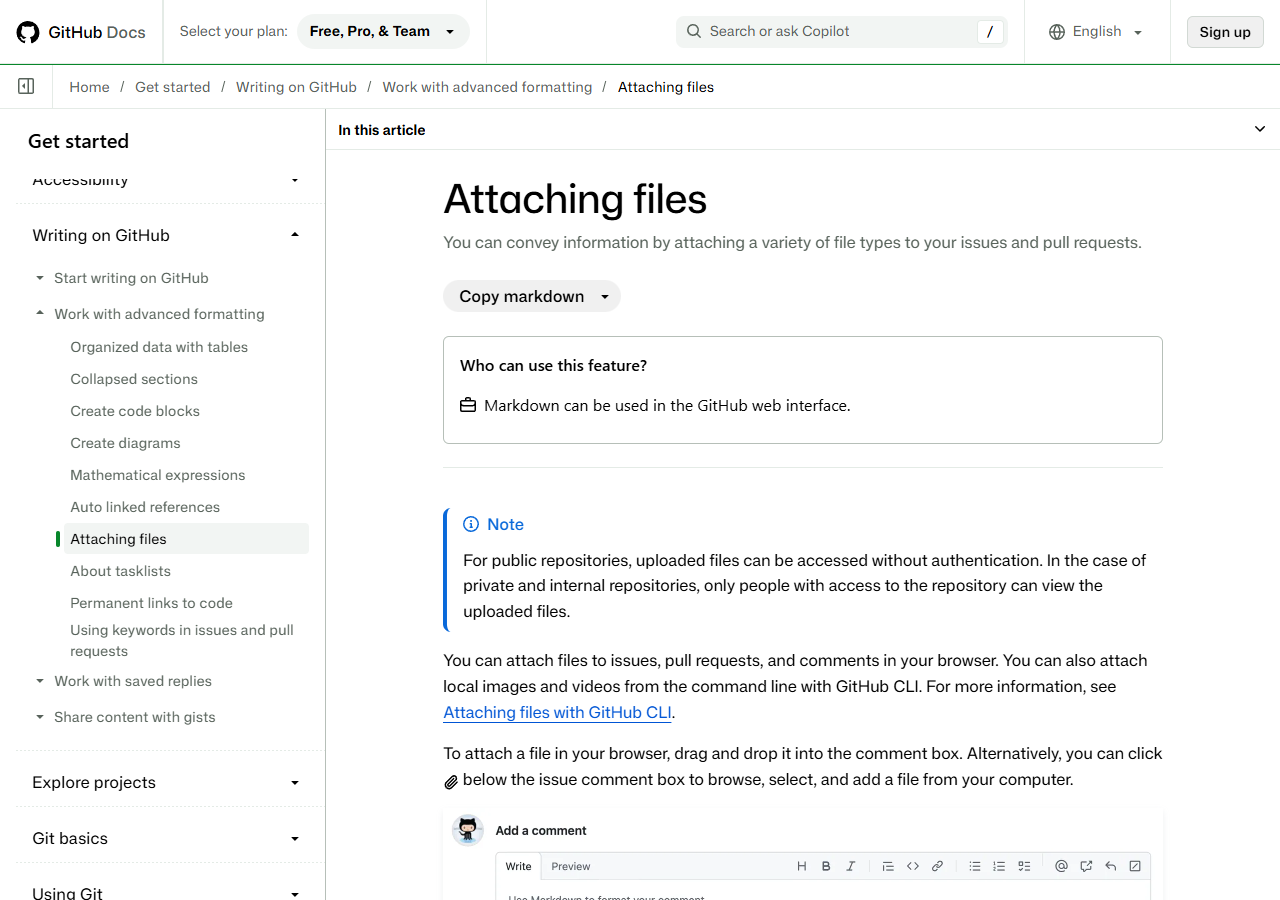 GitHub Docs
Select your plan: Free, Pro, & Team
Search or ask Copilot /
English
Sign up
Home / Get started / Writing on GitHub / Work with advanced formatting / Attaching files
Get started
Accessibility
Writing on GitHub
Start writing on GitHub
Work with advanced formatting
Organized data with tables
Collapsed sections
Create code blocks
Create diagrams
Mathematical expressions
Auto linked references
Attaching files
About tasklists
Permanent links to code
Using keywords in issues and pull
requests
Work with saved replies
Share content with gists
Explore projects
Git basics
Using Git
In this article
Attaching files
You can convey information by attaching a variety of file types to your issues and pull requests.
Copy markdown
Who can use this feature?
Markdown can be used in the GitHub web interface.
Note
For public repositories, uploaded files can be accessed without authentication. In the case of
private and internal repositories, only people with access to the repository can view the
uploaded files.
You can attach files to issues, pull requests, and comments in your browser. You can also attach
local images and videos from the command line with GitHub CLI. For more information, see
Attaching files with GitHub CLI.
To attach a file in your browser, drag and drop it into the comment box. Alternatively, you can click
below the issue comment box to browse, select, and add a file from your computer.
Add a comment
Write Preview
Use Markdown to format your comment